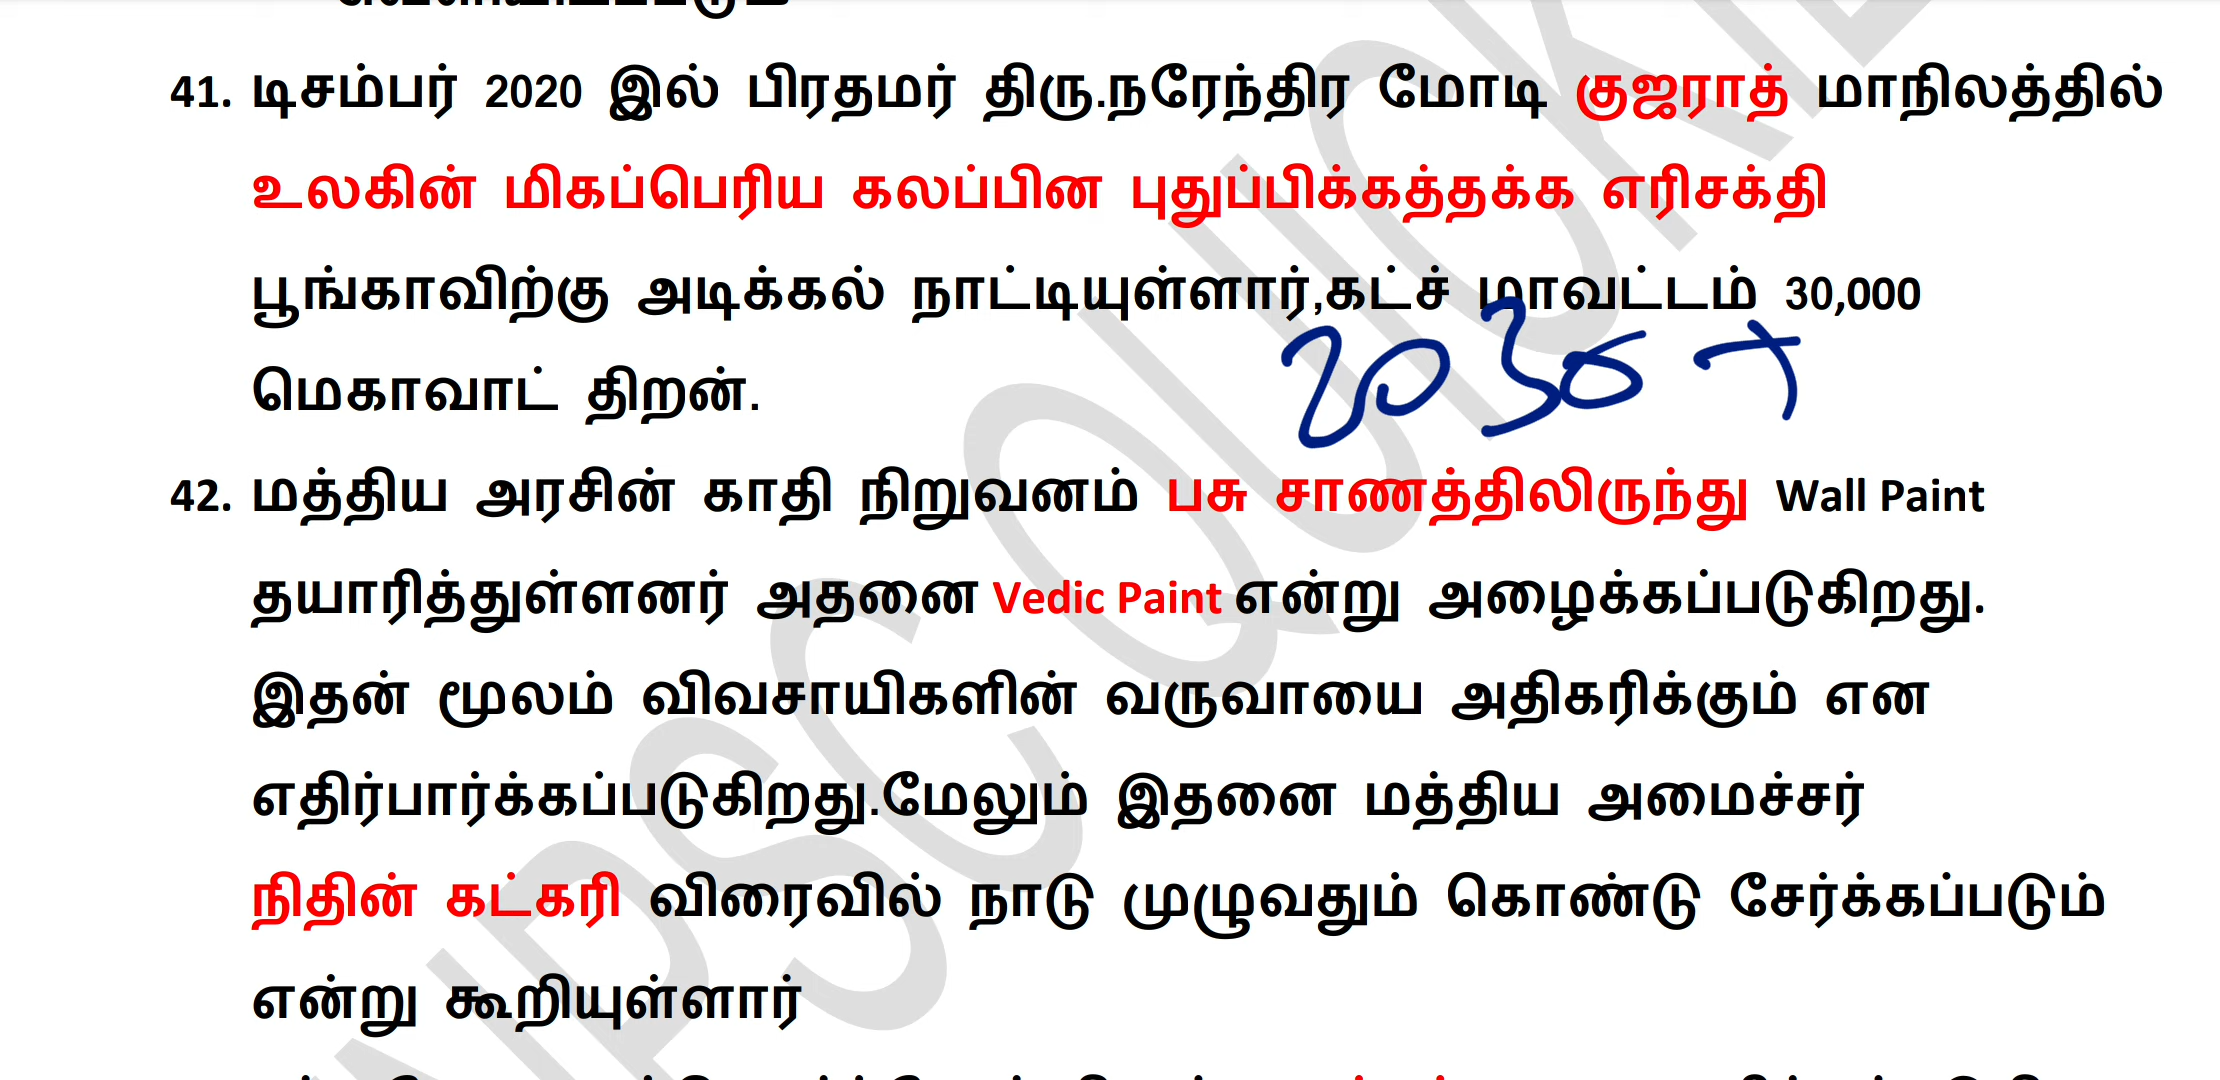 41. டிசம்பர் 2020 இல் பிரதமர் திரு.நரேந்திர மோடி குஜராத் மாநிலத்தில்
உலகின் மிகப்பெரிய கலப்பின புதுப்பிக்கத்தக்க எரிசக்தி
பூங்காவிற்கு அடிக்கல் நாட்டியுள்ளார்,கட்ச் மாவட்டம் 30,000
2030
மெகாவாட் திறன்.
42. மத்திய அரசின் காதி நிறுவனம் பசு சாணத்திலிருந்து Wall Paint
தயாரித்துள்ளனர் அதனை Vedic Paint என்று அழைக்கப்படுகிறது.
இதன் மூலம் விவசாயிகளின் வருவாயை அதிகரிக்கும் என
எதிர்பார்க்கப்படுகிறது.மேலும் இதனை மத்திய அமைச்சர்
நிதின் கட்கரி விரைவில் நாடு முழுவதும் கொண்டு சேர்க்கப்படும்
என்று கூறியுள்ளார்